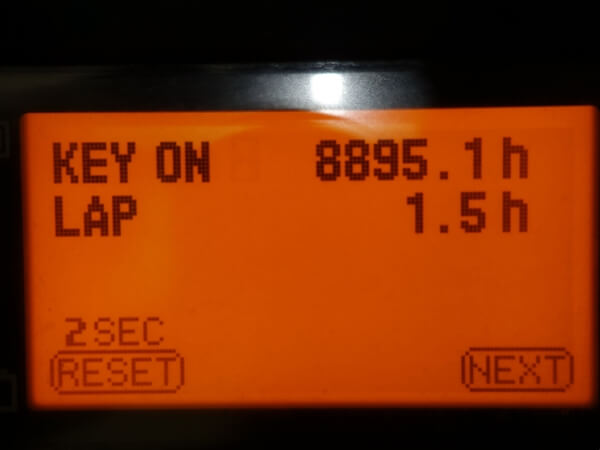 KEY ON 8895.1h
LAP 1.5h
2SEC
RESET NEXT